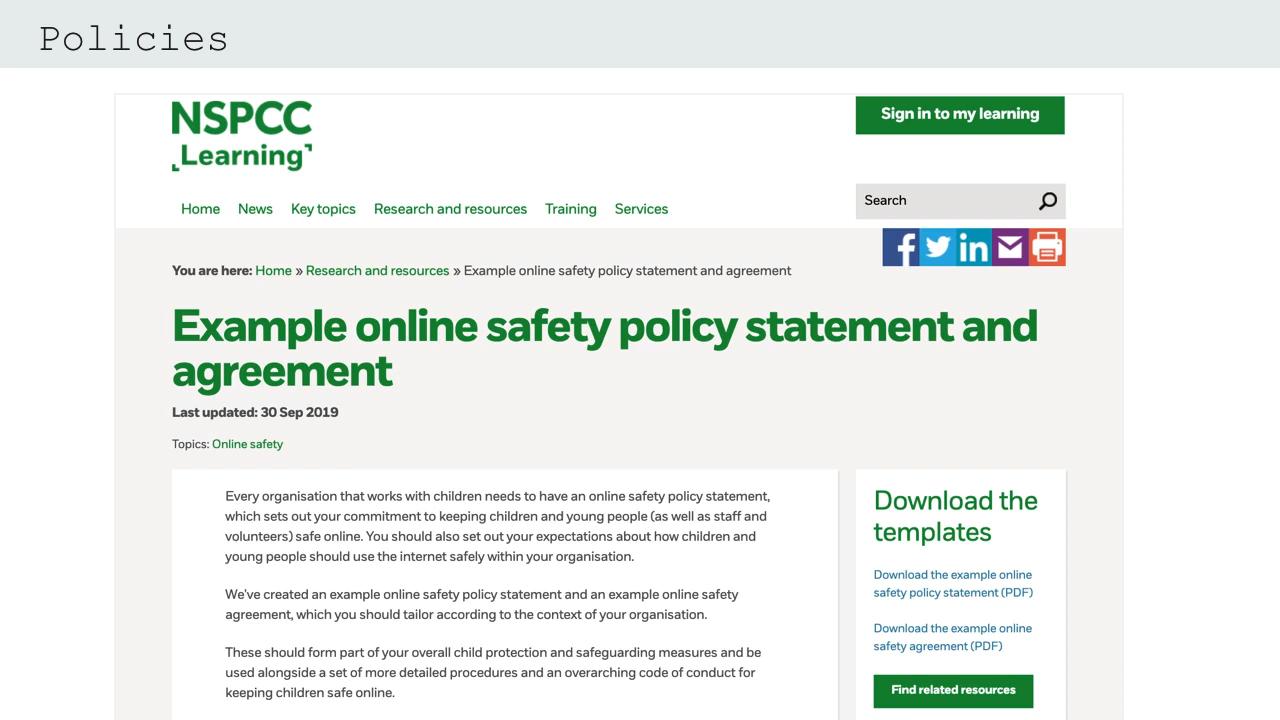 Policies
NSPCC
Learning
Sign in to my learning
Home News Key topics Research and resources Training Services
Search
You are here: Home » Research and resources » Example online safety policy statement and agreement
Example online safety policy statement and
agreement
Last updated: 30 Sep 2019
Topics: Online safety
Every organisation that works with children needs to have an online safety policy statement,
which sets out your commitment to keeping children and young people (as well as staff and
volunteers) safe online. You should also set out your expectations about how children and
young people should use the internet safely within your organisation.
We've created an example online safety policy statement and an example online safety
agreement, which you should tailor according to the context of your organisation.
These should form part of your overall child protection and safeguarding measures and be
used alongside a set of more detailed procedures and an overarching code of conduct for
keeping children safe online.
Download the
templates
Download the example online
safety policy statement (PDF)
Download the example online
safety agreement (PDF)
Find related resources